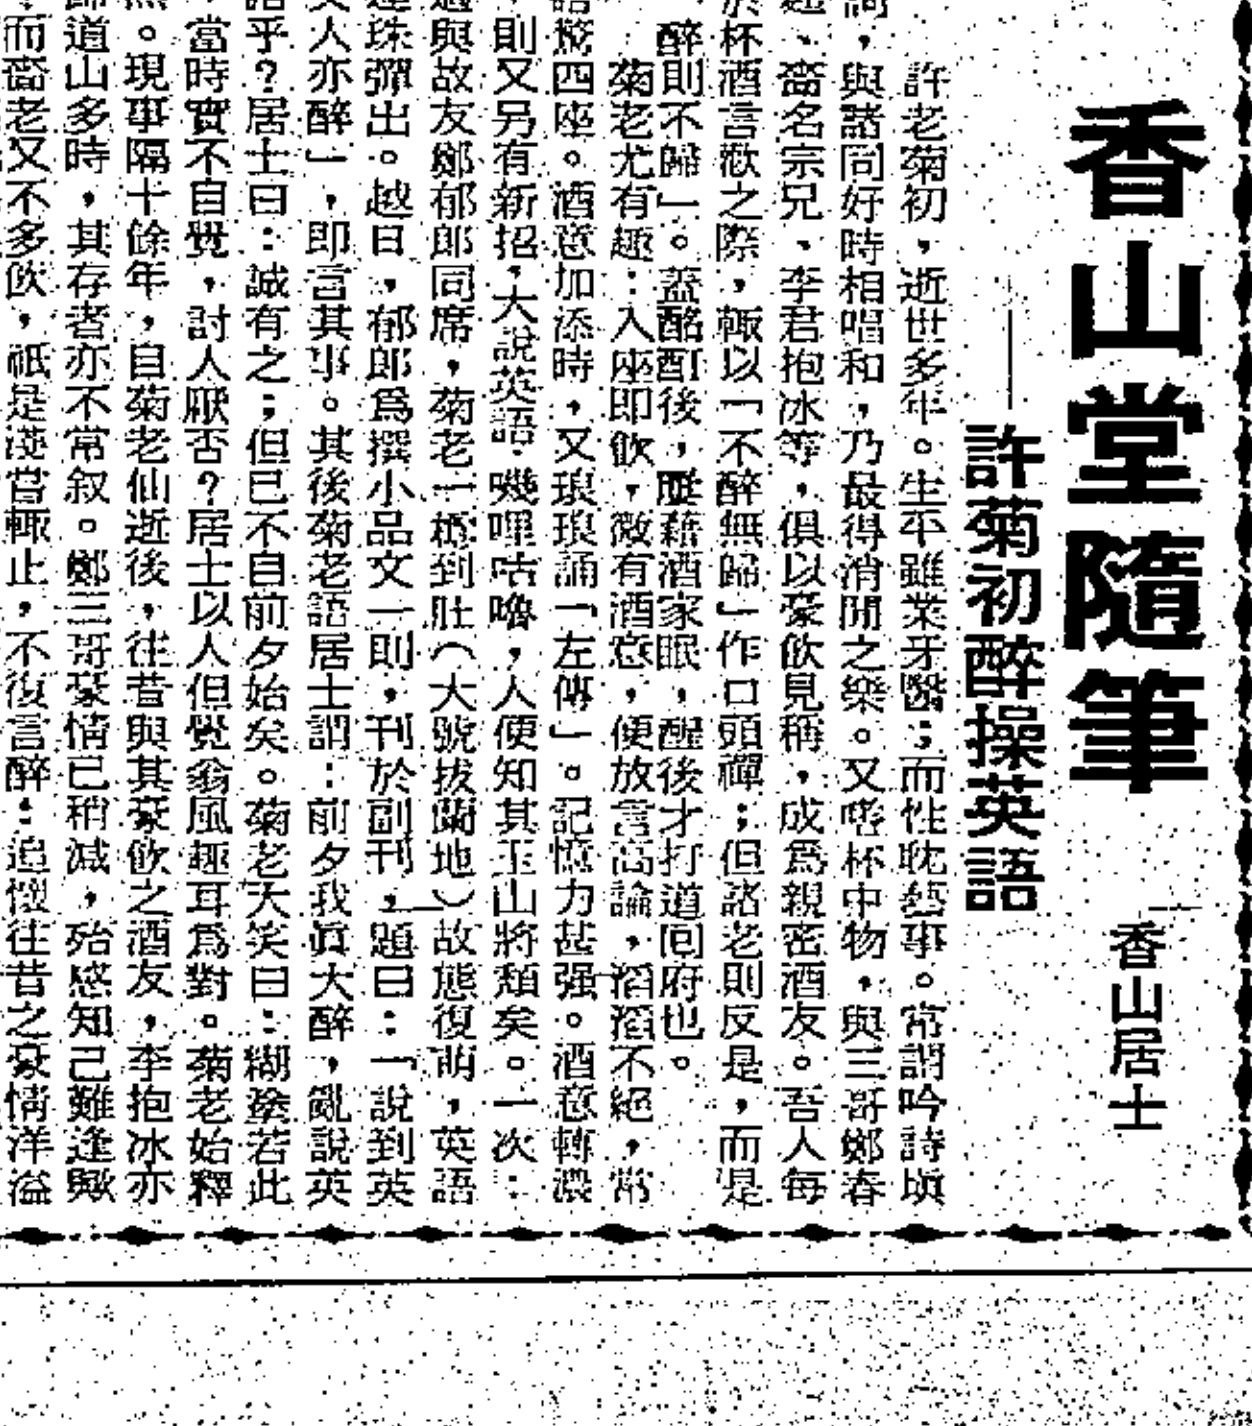 香山堂隨筆
香山居士
——許菊初醉操英語
許老菊初，逝世多年。生平雖業牙醫；而性耽藝事。常謂吟詩填
詞，與諸同好時相唱和，乃最得消閒之樂。又嗜杯中物，與三哥鄭春
、喬名宗兄、李君抱冰等，俱以豪飲見稱，成爲親密酒友。吾人每
於杯酒言歡之際，輒以「不醉無歸」作口頭禪；但諸老則反是，而是
「醉則不歸」。蓋酩酊後，聽藉酒家眠，醒後才打道回府也。
菊老尤有趣：入座即飲，微有酒意，便放言高論，滔滔不絕，常
語驚四座。酒意加添時，又琅琅誦「左傳」。記憶力甚强。酒意轉濃
，則又另有新招，大說英語，嘰哩咕嚕，人便知其玉山將頹矣。一次：
適與故友鄭郁郎同席，菊老一樽到肚（大號拔蘭地）故態復萌，英語
連珠彈出。越日，郁郎爲撰小品文一則，刊於副刊，題曰：「說到英
文人亦醉」，即言其事。其後菊老語居士謂：前夕我眞大醉，亂說英
語乎？居士曰：誠有之；但已不自前夕始矣。菊老大笑曰：糊塗若此
，當時實不自覺，討人厭否？居士以人但覺翁風趣耳爲對。菊老始釋
然。現事隔十餘年，自菊老仙逝後，往昔與其豪飲之酒友，李抱冰亦
歸道山多時，其存者亦不常叙。鄭三哥豪情已稍減，殆感知己難逢歟
而喬老又不多飲，祇是淺嘗輒止，不復言醉：追懷往昔之豪情洋溢